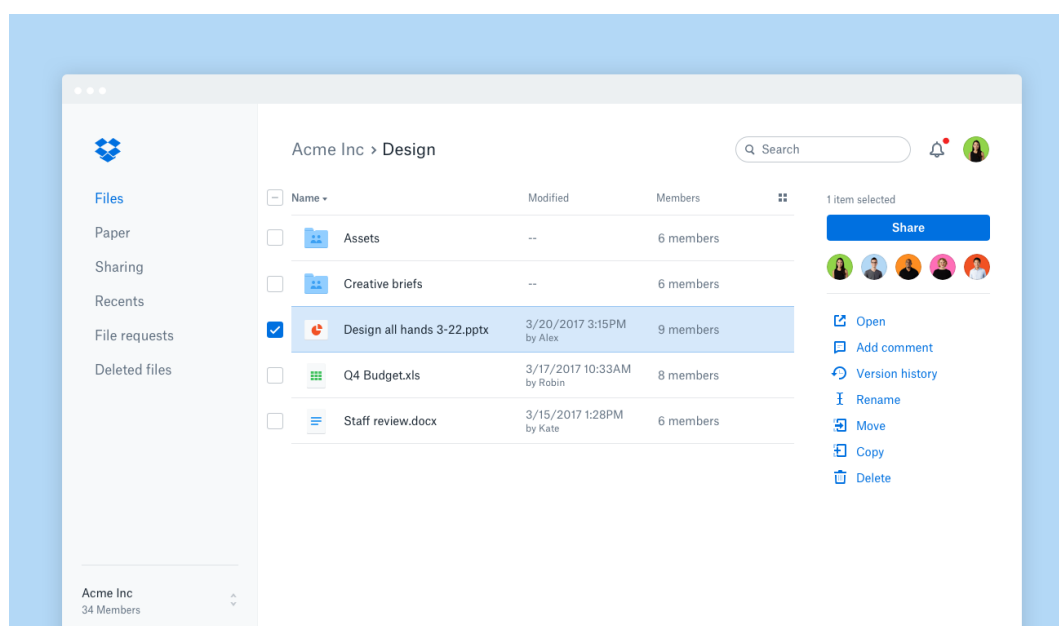 Acme Inc › Design
Search
Files
Paper
Sharing
Recents
File requests
Deleted files
Acme Inc
34 Members
Name Modified Members
Assets -- 6 members
Creative briefs -- 6 members
Design all hands 3-22.pptx 3/20/2017 3:15PM 9 members
by Alex
Q4 Budget.xls 3/17/2017 10:33AM 8 members
by Robin
Staff review.docx 3/15/2017 1:28PM 6 members
by Kate
1 item selected
Share
Open
Add comment
Version history
Rename
Move
Copy
Delete